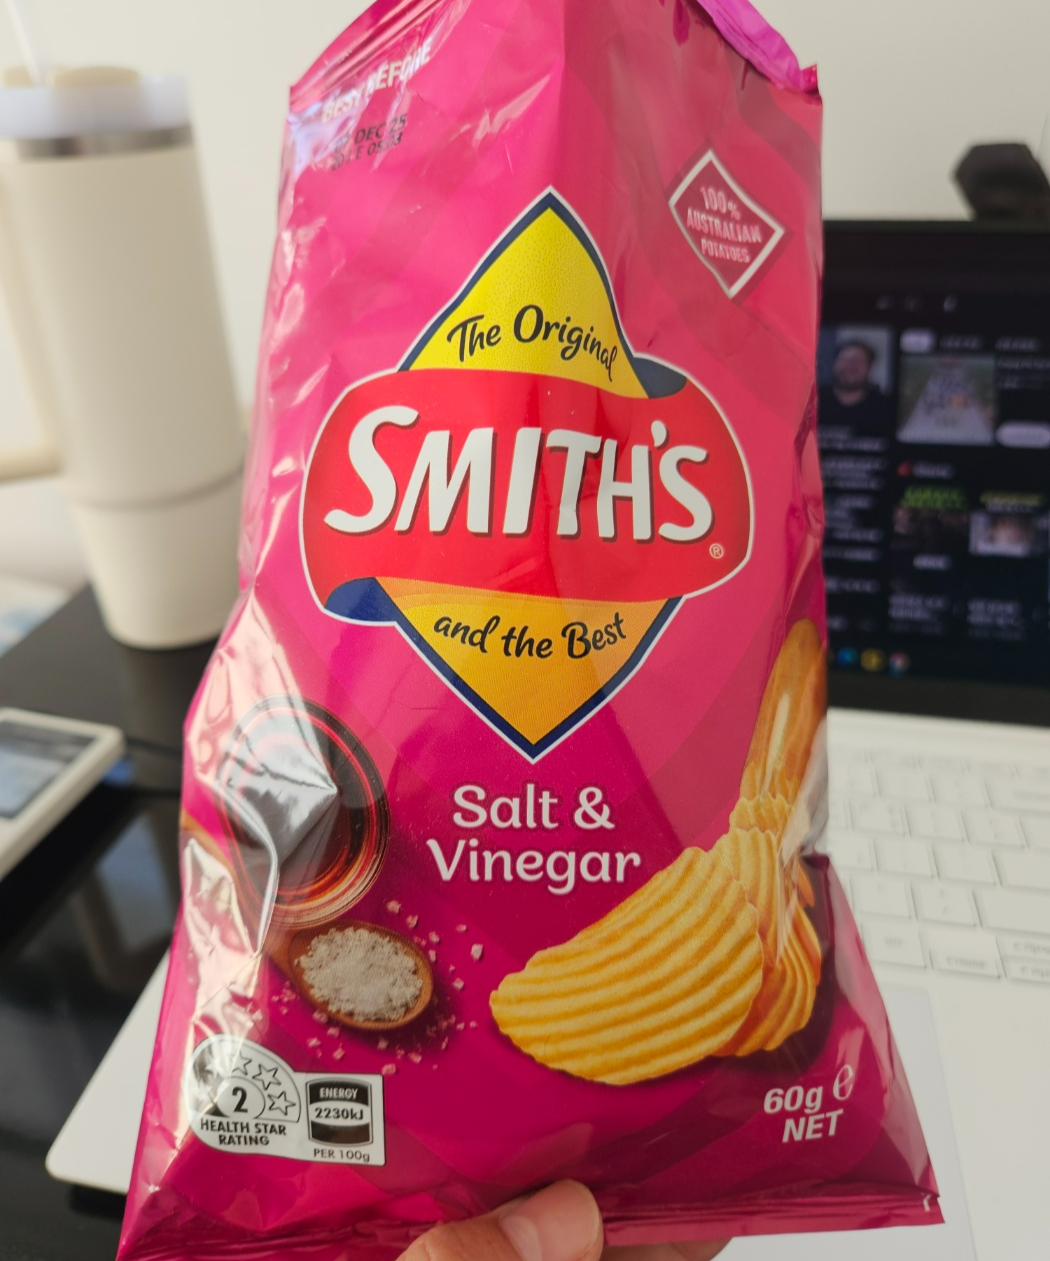 BEST BEFORE
DEC 25
100%
AUSTRALIAN
POTATOES
The Original
SMITH'S
®
and the Best
Salt &
Vinegar
2
HEALTH STAR
RATING
ENERGY
2230kJ
PER 100g
60g e
NET